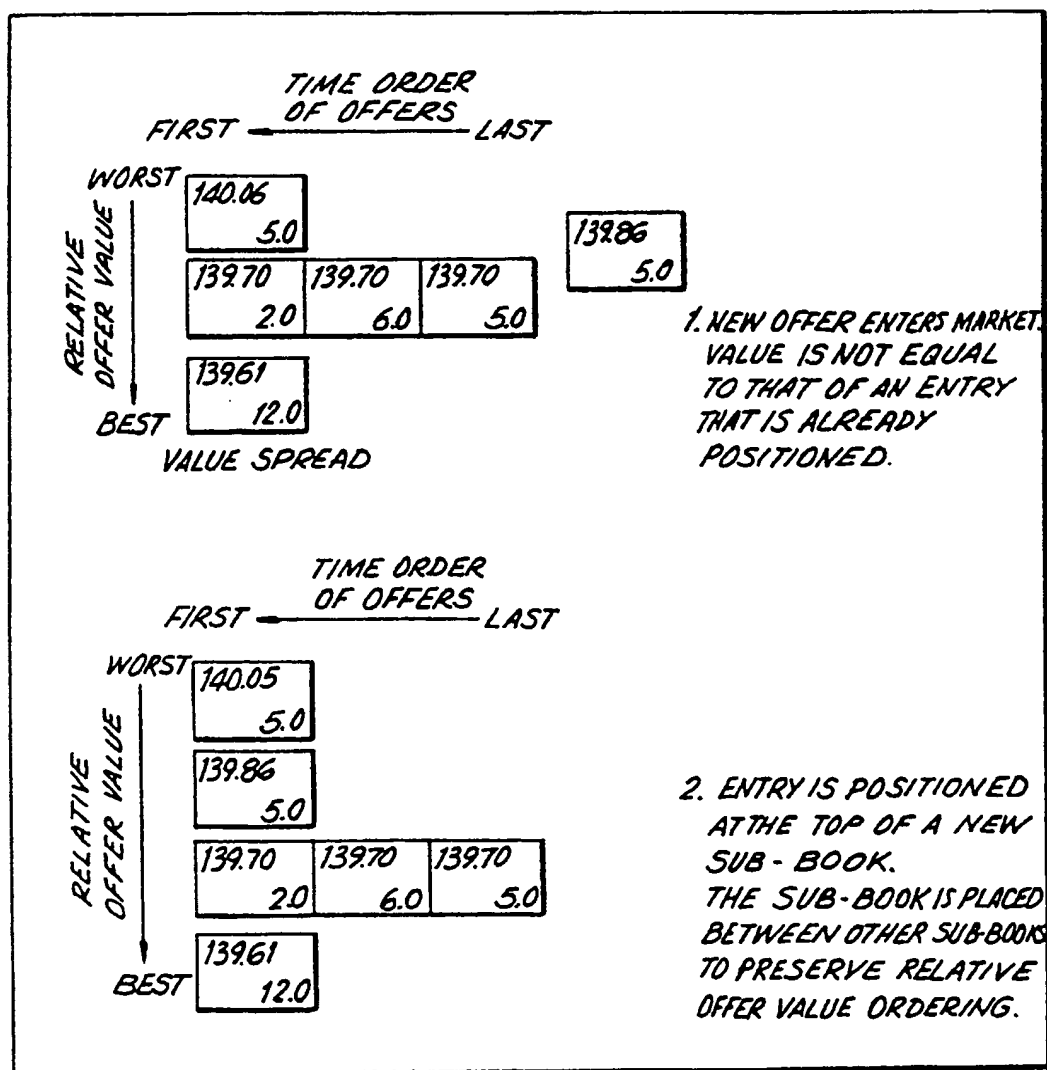 TIME ORDER
OF OFFERS
FIRST LAST
WORST
RELATIVE
OFFER VALUE
BEST
140.06
5.0
139.70 139.70 139.70
2.0 6.0 5.0
139.61
12.0
VALUE SPREAD
139.86
5.0
1. NEW OFFER ENTERS MARKET.
VALUE IS NOT EQUAL
TO THAT OF AN ENTRY
THAT IS ALREADY
POSITIONED.
TIME ORDER
OF OFFERS
FIRST LAST
WORST
RELATIVE
OFFER VALUE
BEST
140.05
5.0
139.86
5.0
139.70 139.70 139.70
2.0 6.0 5.0
139.61
12.0
2. ENTRY IS POSITIONED
AT THE TOP OF A NEW
SUB-BOOK.
THE SUB-BOOK IS PLACED
BETWEEN OTHER SUB-BOOKS
TO PRESERVE RELATIVE
OFFER VALUE ORDERING.